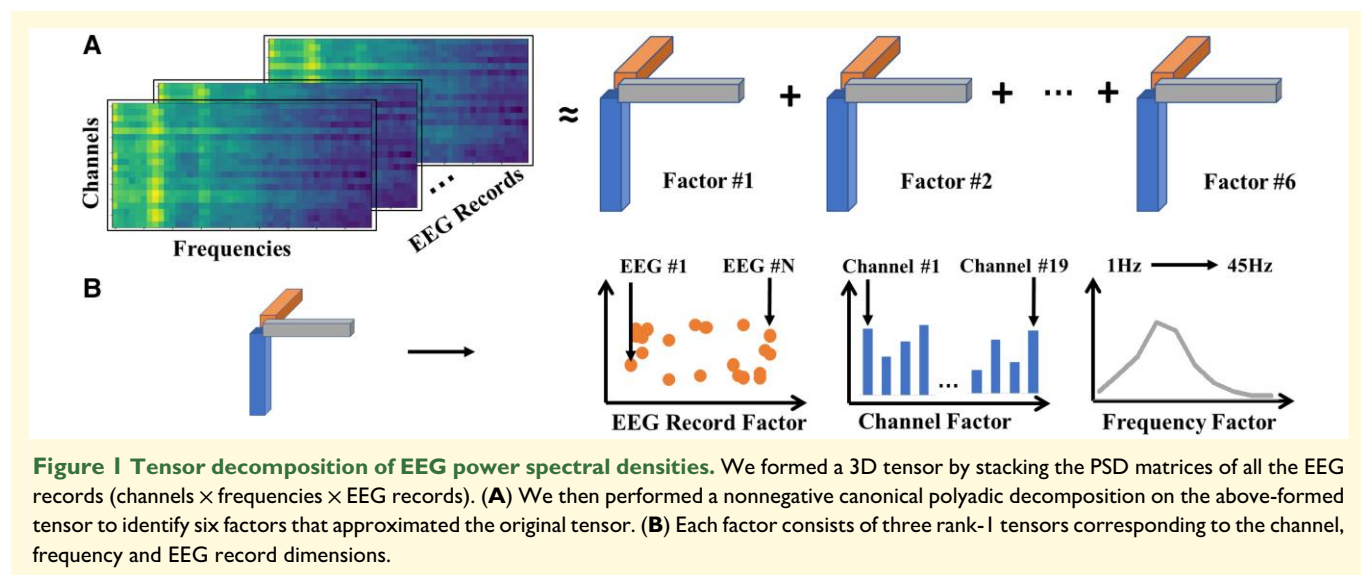 A
Channels
Frequencies
EEG Records
...
≈
+
+ ... +
Factor #1
Factor #2
Factor #6
B
EEG #1 EEG #N
EEG Record Factor
Channel #1 Channel #19
...
Channel Factor
1Hz 45Hz
Frequency Factor
Figure 1 Tensor decomposition of EEG power spectral densities. We formed a 3D tensor by stacking the PSD matrices of all the EEG
records (channels × frequencies × EEG records). (A) We then performed a nonnegative canonical polyadic decomposition on the above-formed
tensor to identify six factors that approximated the original tensor. (B) Each factor consists of three rank-1 tensors corresponding to the channel,
frequency and EEG record dimensions.